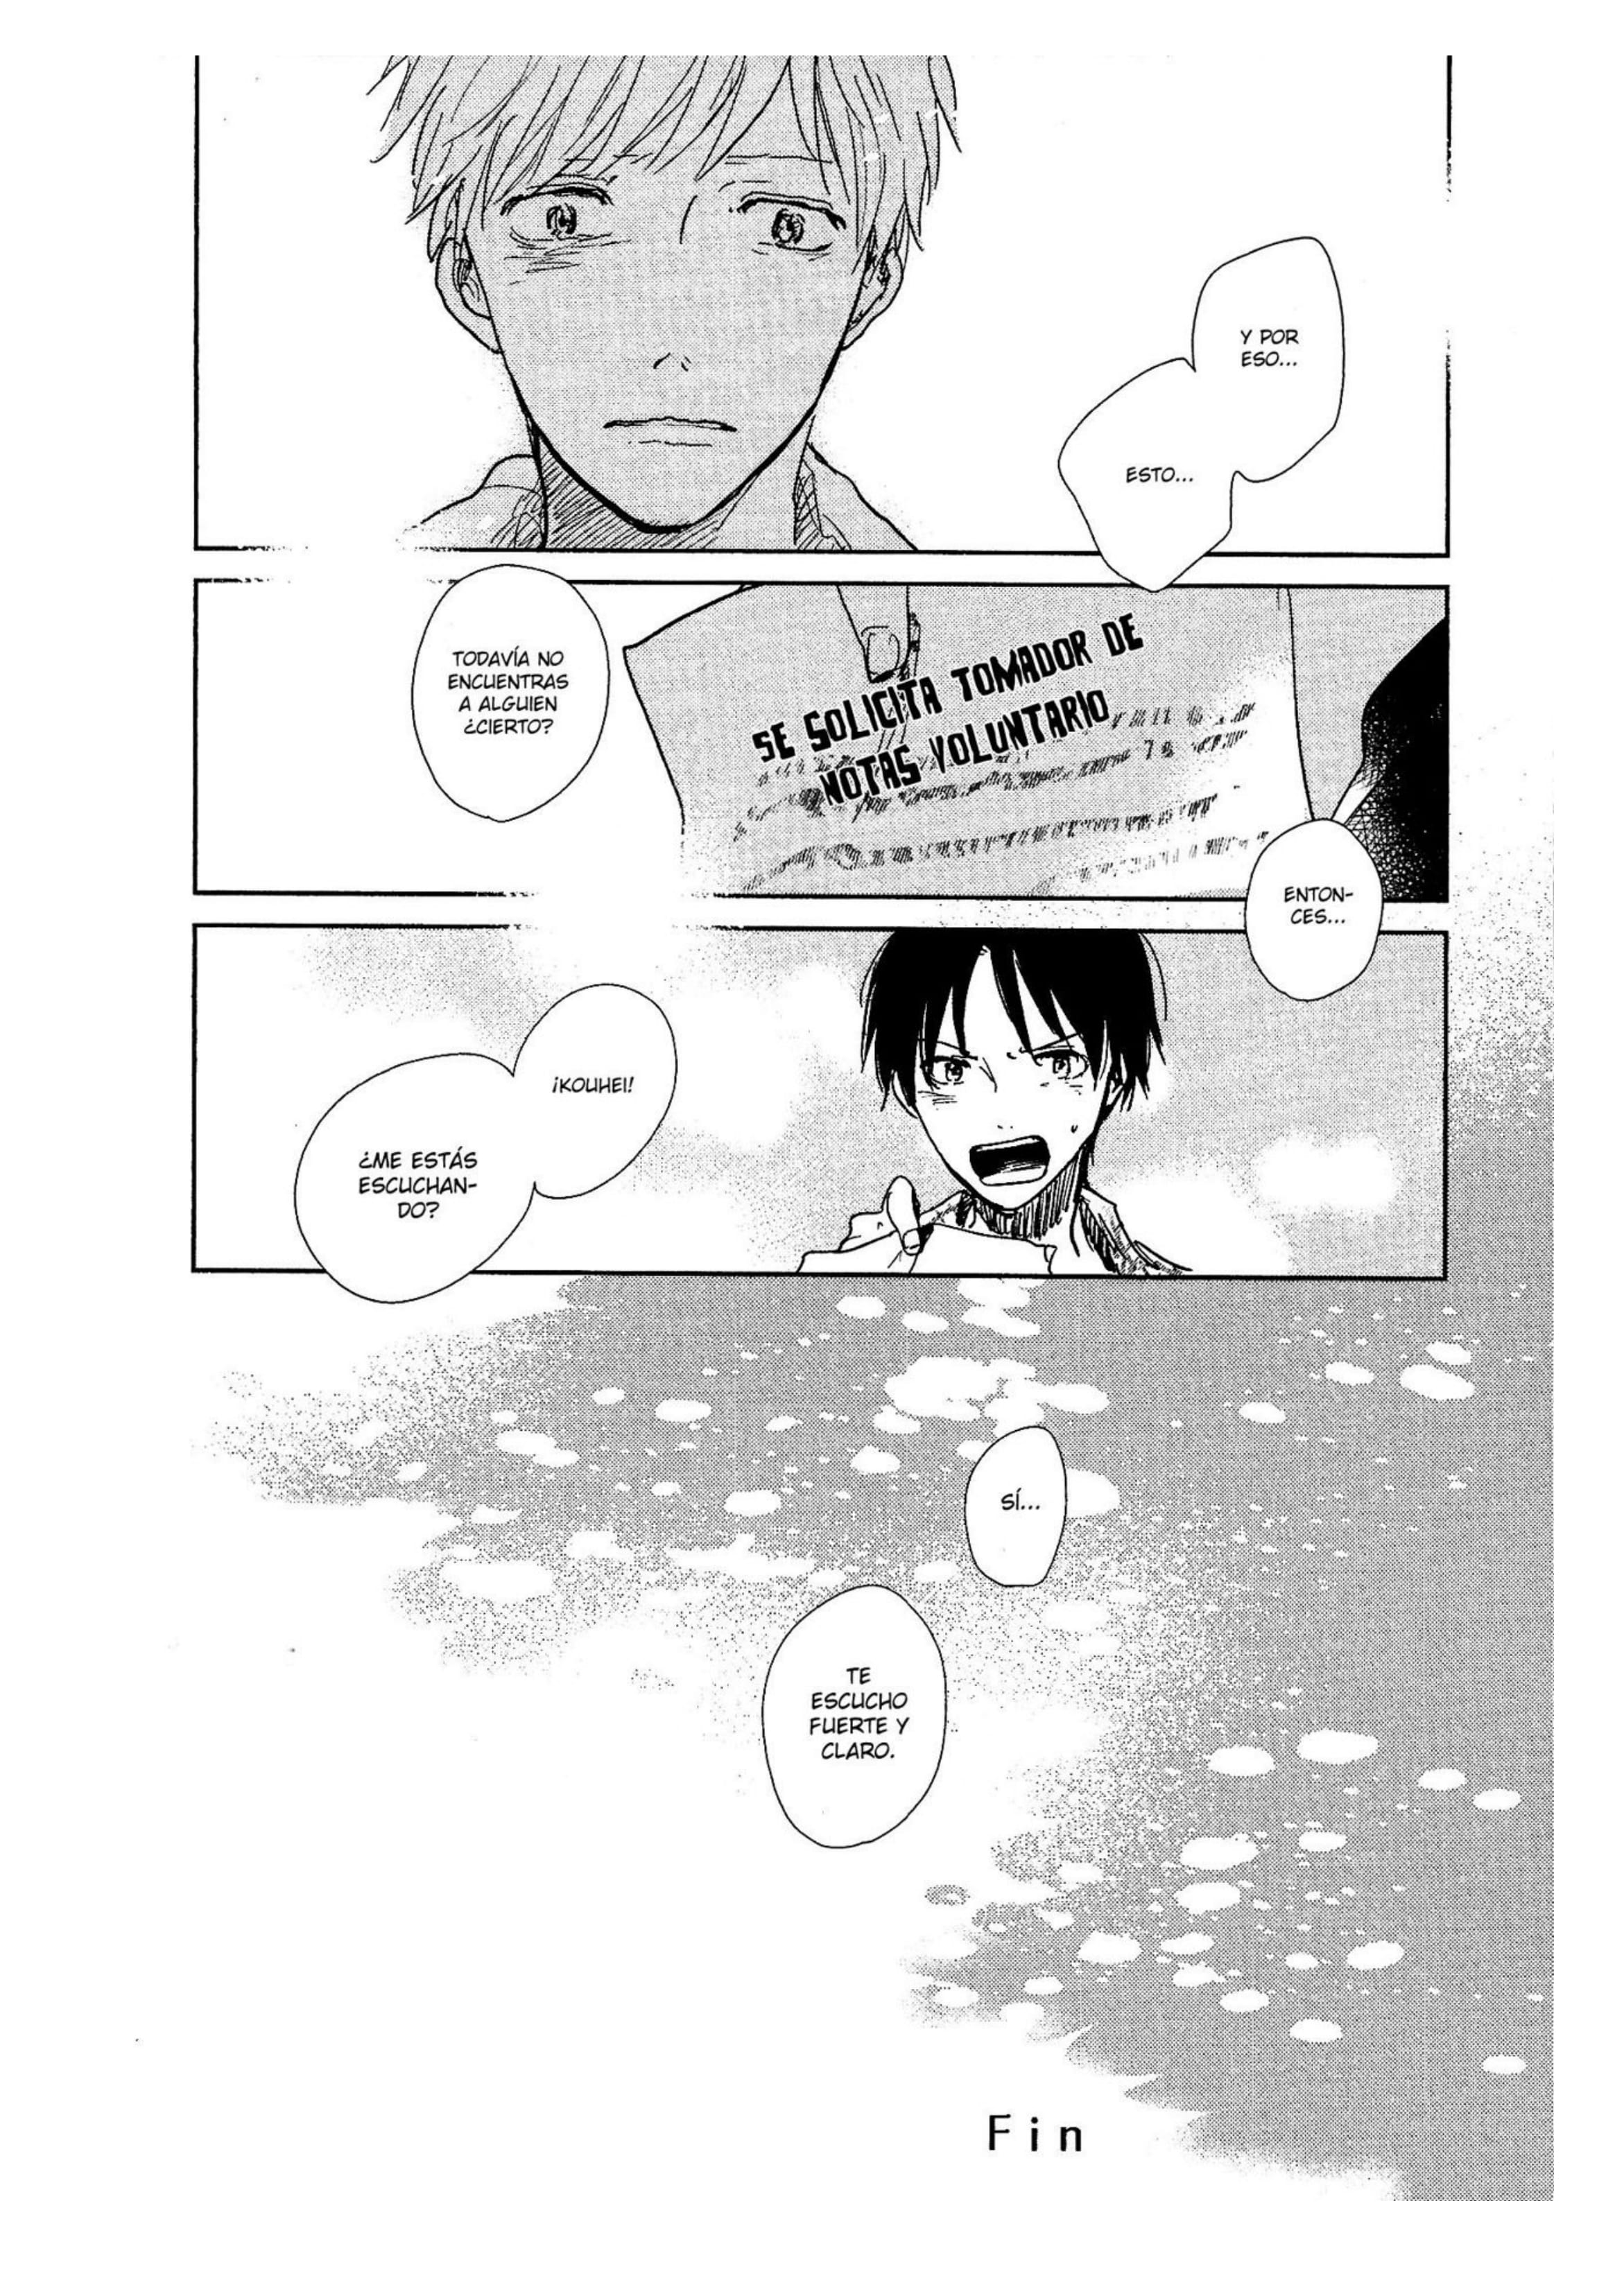 Y POR
ESO...
ESTO...
SE SOLICITA TOMADOR DE
NOTAS VOLUNTARIO
TODAVÍA NO
ENCUENTRAS
A ALGUIEN
¿CIERTO?
ENTON-
CES...
¡KOUHEI!
¿ME ESTÁS
ESCUCHAN-
DO?
SÍ...
TE
ESCUCHO
FUERTE Y
CLARO.
Fin